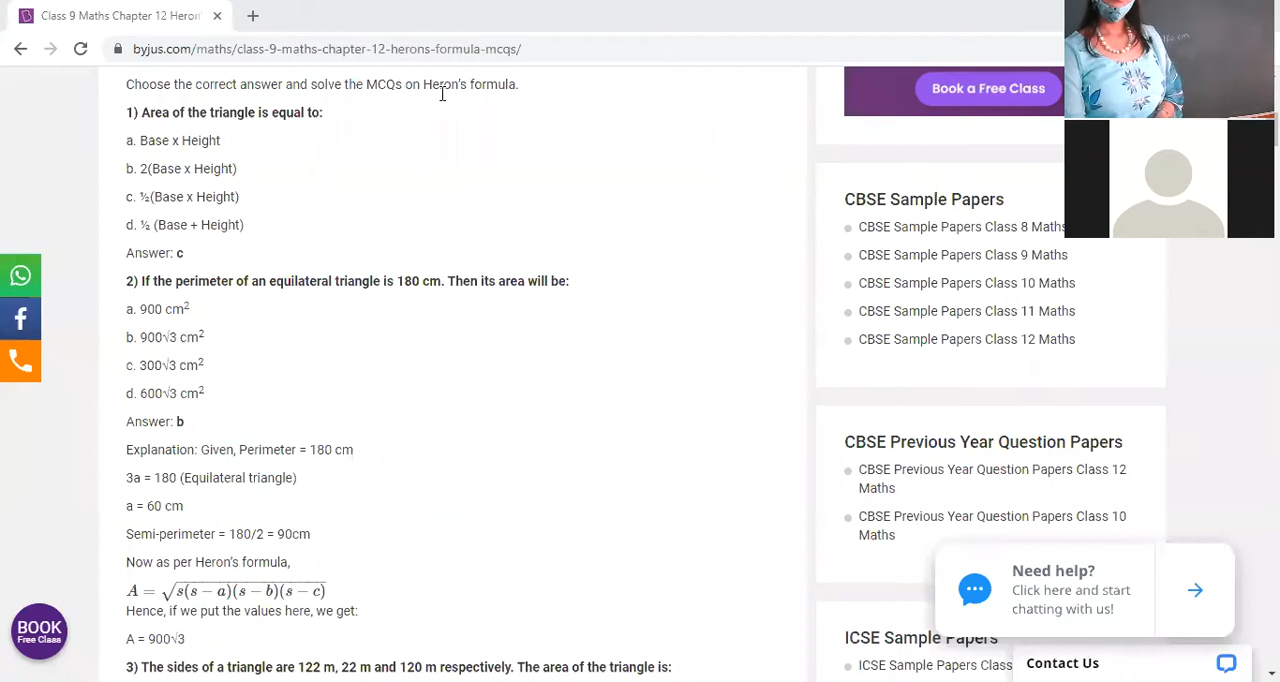 Class 9 Maths Chapter 12 Heron
byjus.com/maths/class-9-maths-chapter-12-herons-formula-mcqs/
Choose the correct answer and solve the MCQs on Heron's formula.
1) Area of the triangle is equal to:
a. Base x Height
b. 2(Base x Height)
c. ½(Base x Height)
d. ½ (Base + Height)
Answer: c
2) If the perimeter of an equilateral triangle is 180 cm. Then its area will be:
a. 900 cm²
b. 900√3 cm²
c. 300√3 cm²
d. 600√3 cm²
Answer: b
Explanation: Given, Perimeter = 180 cm
3a = 180 (Equilateral triangle)
a = 60 cm
Semi-perimeter = 180/2 = 90cm
Now as per Heron's formula,
A = √s(s − a)(s − b)(s − c)
Hence, if we put the values here, we get:
A = 900√3
3) The sides of a triangle are 122 m, 22 m and 120 m respectively. The area of the triangle is:
BOOK
Free Class
Book a Free Class
CBSE Sample Papers
CBSE Sample Papers Class 8 Maths
CBSE Sample Papers Class 9 Maths
CBSE Sample Papers Class 10 Maths
CBSE Sample Papers Class 11 Maths
CBSE Sample Papers Class 12 Maths
CBSE Previous Year Question Papers
CBSE Previous Year Question Papers Class 12
Maths
CBSE Previous Year Question Papers Class 10
Maths
Need help?
Click here and start
chatting with us!
ICSE Sample Papers
ICSE Sample Papers Class
Contact Us